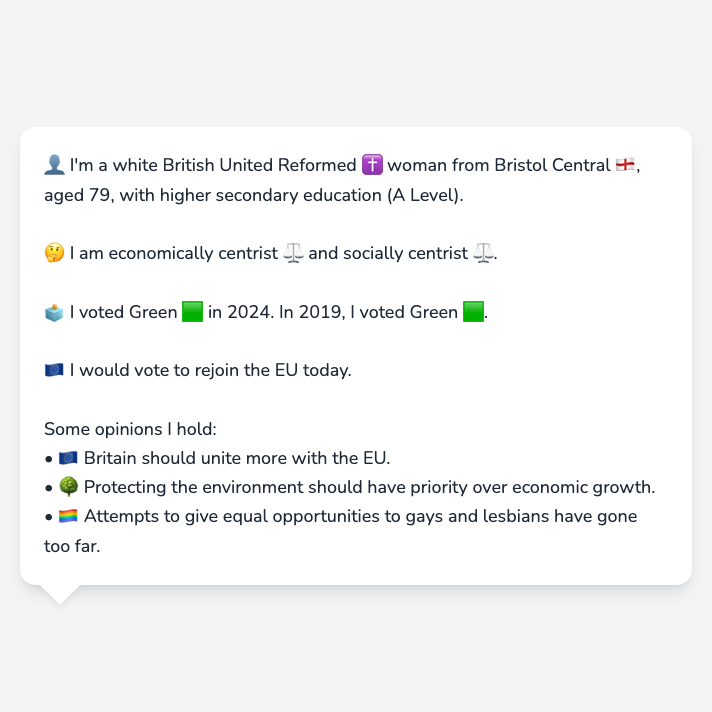 👤 I'm a white British United Reformed ✝️ woman from Bristol Central 🏴󠁧󠁢󠁥󠁮󠁧󠁿,
aged 79, with higher secondary education (A Level).
🤔 I am economically centrist ⚖️ and socially centrist ⚖️.
🗳️ I voted Green 🟩 in 2024. In 2019, I voted Green 🟩.
🇪🇺 I would vote to rejoin the EU today.
Some opinions I hold:
• 🇪🇺 Britain should unite more with the EU.
• 🌳 Protecting the environment should have priority over economic growth.
• 🏳️‍🌈 Attempts to give equal opportunities to gays and lesbians have gone
too far.